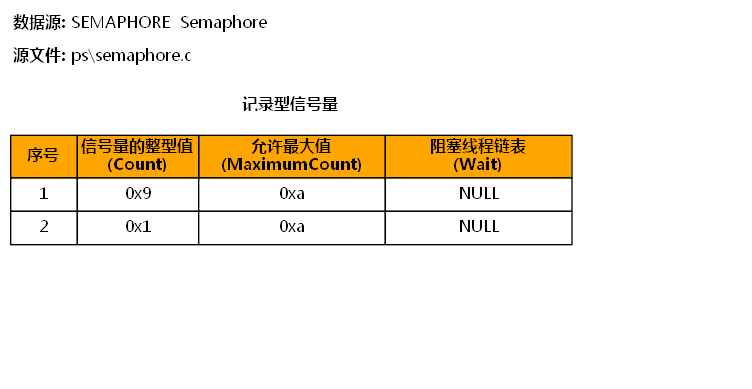 数据源: SEMAPHORE Semaphore
源文件: ps\semaphore.c
记录型信号量
序号 信号量的整型值 (Count) 允许最大值 (MaximumCount) 阻塞线程链表 (Wait)
1 0x9 0xa NULL
2 0x1 0xa NULL